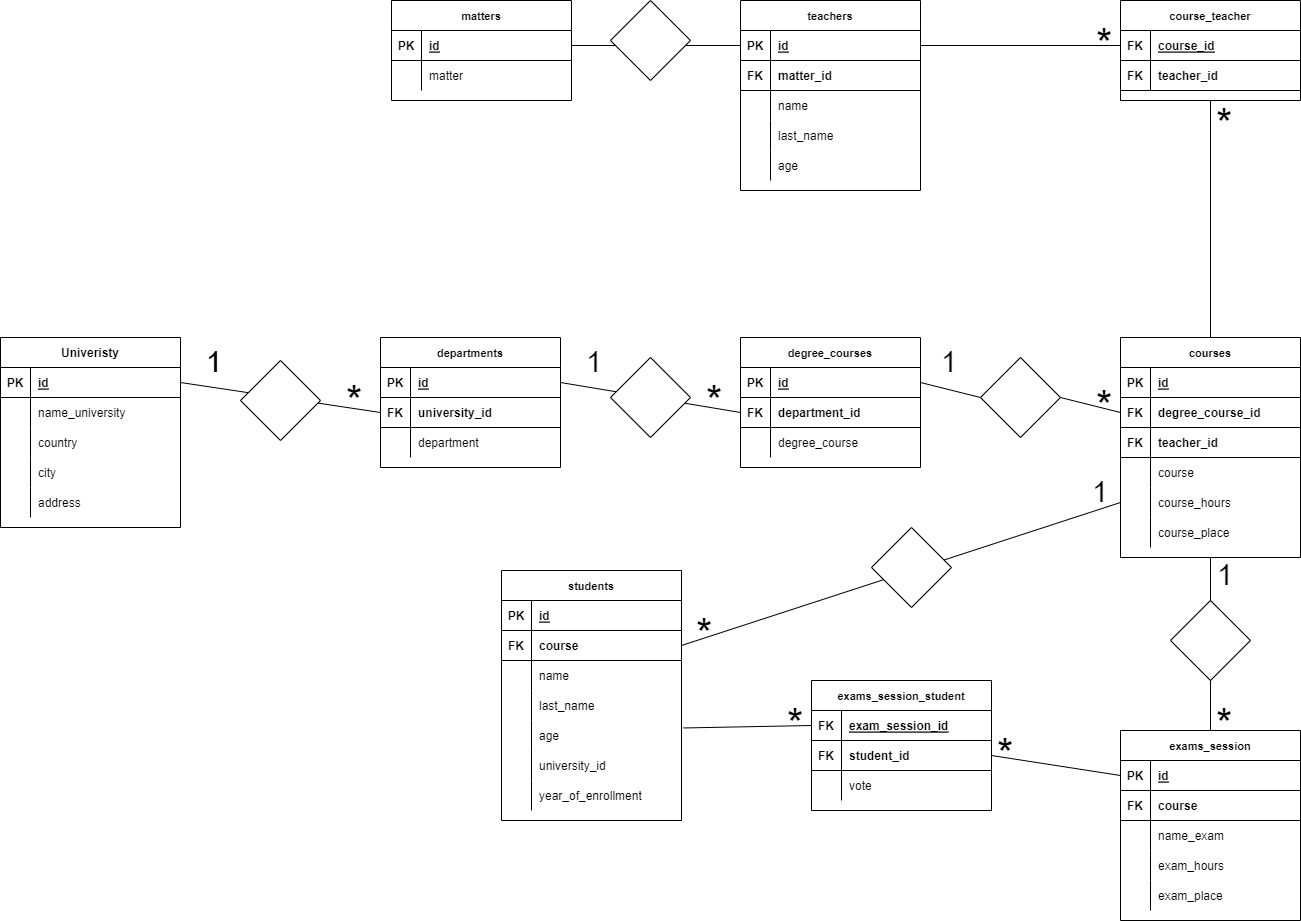 matters
PK id
matter
teachers
PK id
FK matter_id
name
last_name
age
*
course_teacher
FK course_id
FK teacher_id
*
Univeristy
PK id
name_university
country
city
address
1
*
departments
PK id
FK university_id
department
1
*
degree_courses
PK id
FK department_id
degree_course
1
*
courses
PK id
FK degree_course_id
FK teacher_id
course
course_hours
course_place
1
1
students
PK id
FK course
name
last_name
age
university_id
year_of_enrollment
*
*
exams_session_student
FK exam_session_id
FK student_id
vote
*
*
exams_session
PK id
FK course
name_exam
exam_hours
exam_place